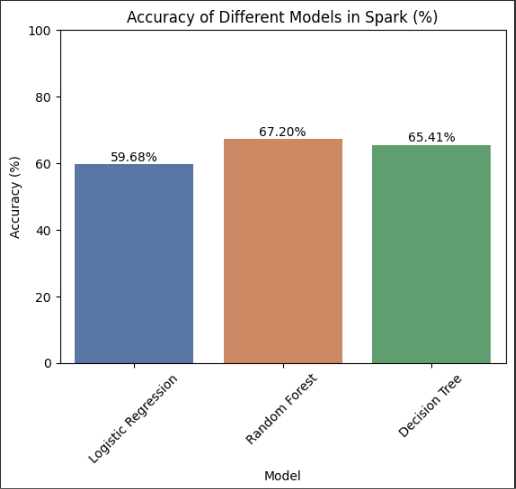 Accuracy of Different Models in Spark (%)
100
80
60
40
20
0
Accuracy (%)
59.68%
67.20%
65.41%
Logistic Regression
Random Forest
Decision Tree
Model